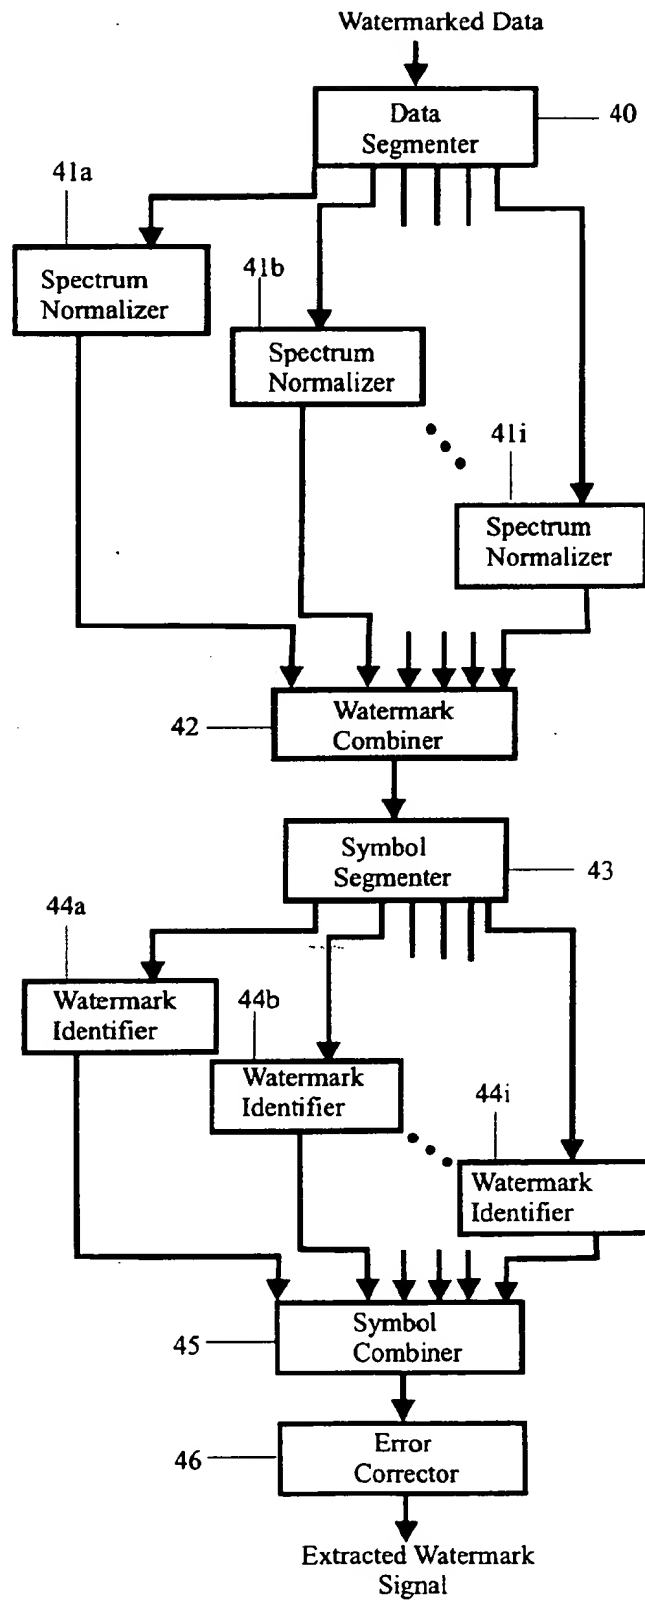 Watermarked Data
Data
Segmenter
40
41a
Spectrum
Normalizer
41b
Spectrum
Normalizer
41i
Spectrum
Normalizer
42
Watermark
Combiner
Symbol
Segmenter
43
44a
Watermark
Identifier
44b
Watermark
Identifier
44i
Watermark
Identifier
45
Symbol
Combiner
46
Error
Corrector
Extracted Watermark
Signal